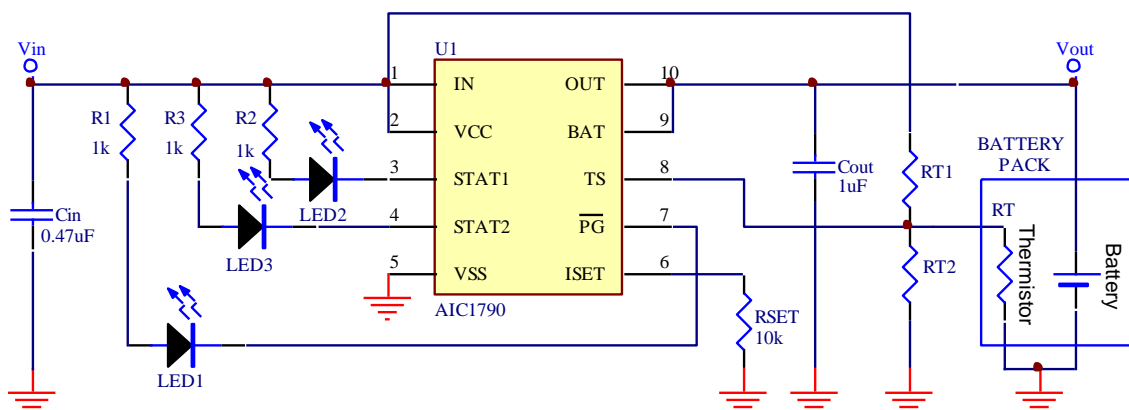 Vin
U1
Vout
1
IN
OUT
10
R1
1k
R3
1k
R2
1k
2
VCC
BAT
9
BATTERY
PACK
3
STAT1
TS
8
Cout
1uF
RT1
LED2
Cin
0.47uF
4
STAT2
PG
7
RT
LED3
5
VSS
ISET
6
RT2
Thermistor
Battery
AIC1790
RSET
10k
LED1